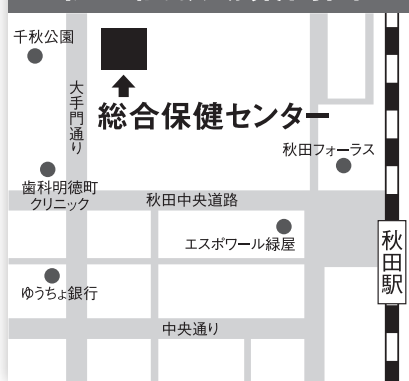 千秋公園
大手門通り
総合保健センター
秋田フォーラス
歯科明徳町
クリニック
秋田中央道路
エスポワール緑屋
秋田駅
ゆうちょ銀行
中央通り